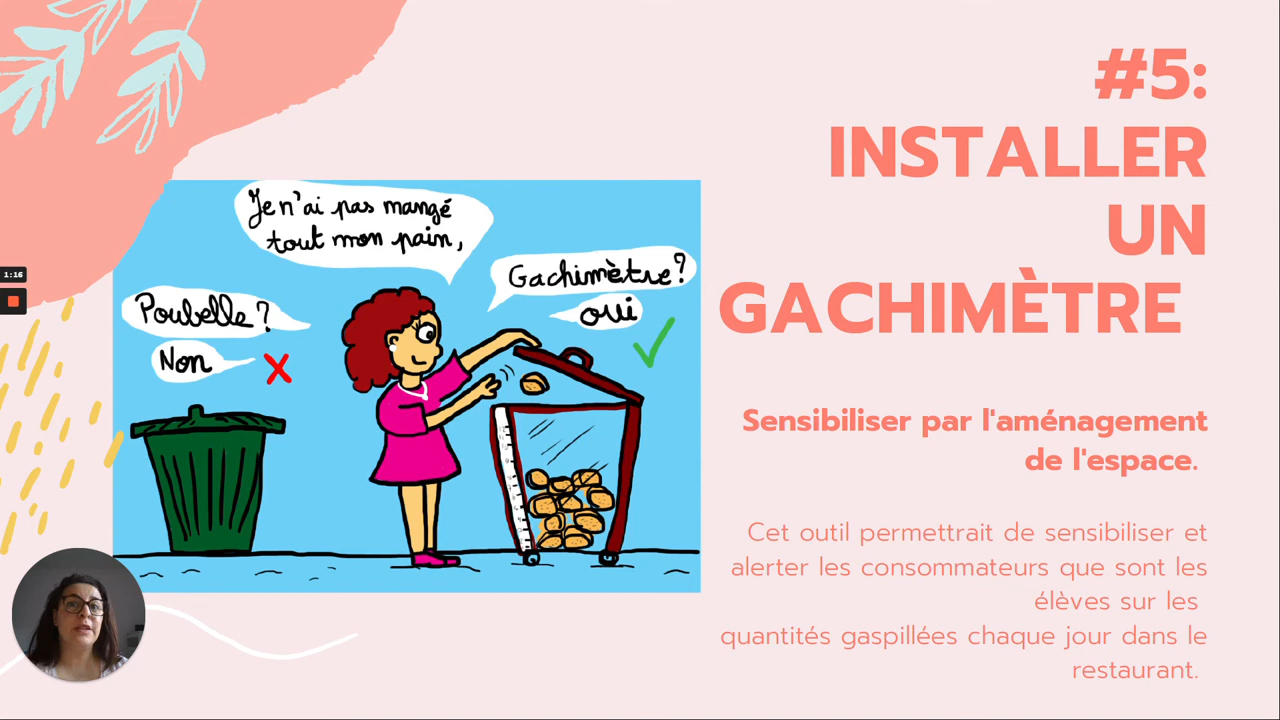 #5:
INSTALLER
UN
GACHIMÈTRE
Je n'ai pas mangé
tout mon pain,
Gachimètre?
oui
Poubelle?
Non
1:16
Sensibiliser par l'aménagement
de l'espace.
Cet outil permettrait de sensibiliser et
alerter les consommateurs que sont les
élèves sur les
quantités gaspillées chaque jour dans le
restaurant.